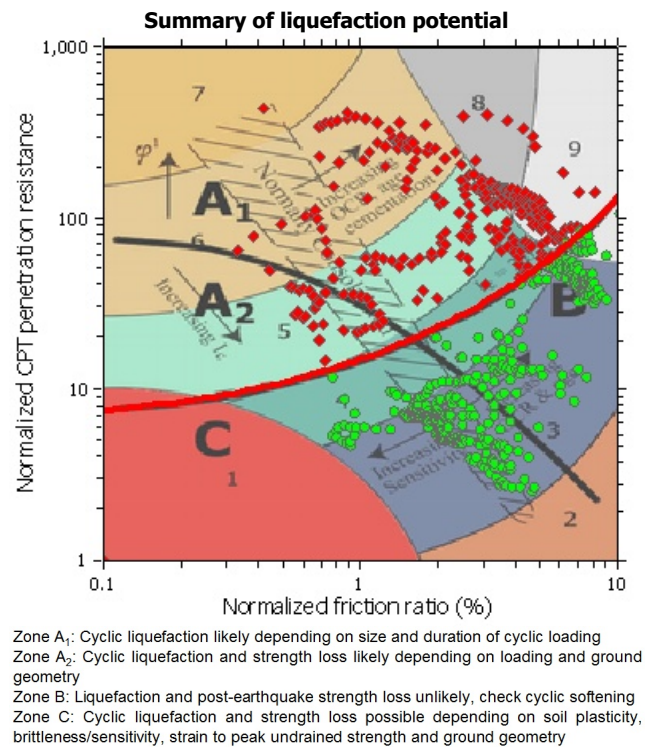 Summary of liquefaction potential
1,000
7
8
9
φ'
A1
Increasing
OCR, age
cementation
100
6
A2
B
Increasing
5
10
C
1
3
Increasing
Sensitivity
2
1
0.1 1 10
Normalized CPT penetration resistance
Normalized friction ratio (%)
Zone A1: Cyclic liquefaction likely depending on size and duration of cyclic loading
Zone A2: Cyclic liquefaction and strength loss likely depending on loading and ground
geometry
Zone B: Liquefaction and post-earthquake strength loss unlikely, check cyclic softening
Zone C: Cyclic liquefaction and strength loss possible depending on soil plasticity,
brittleness/sensitivity, strain to peak undrained strength and ground geometry